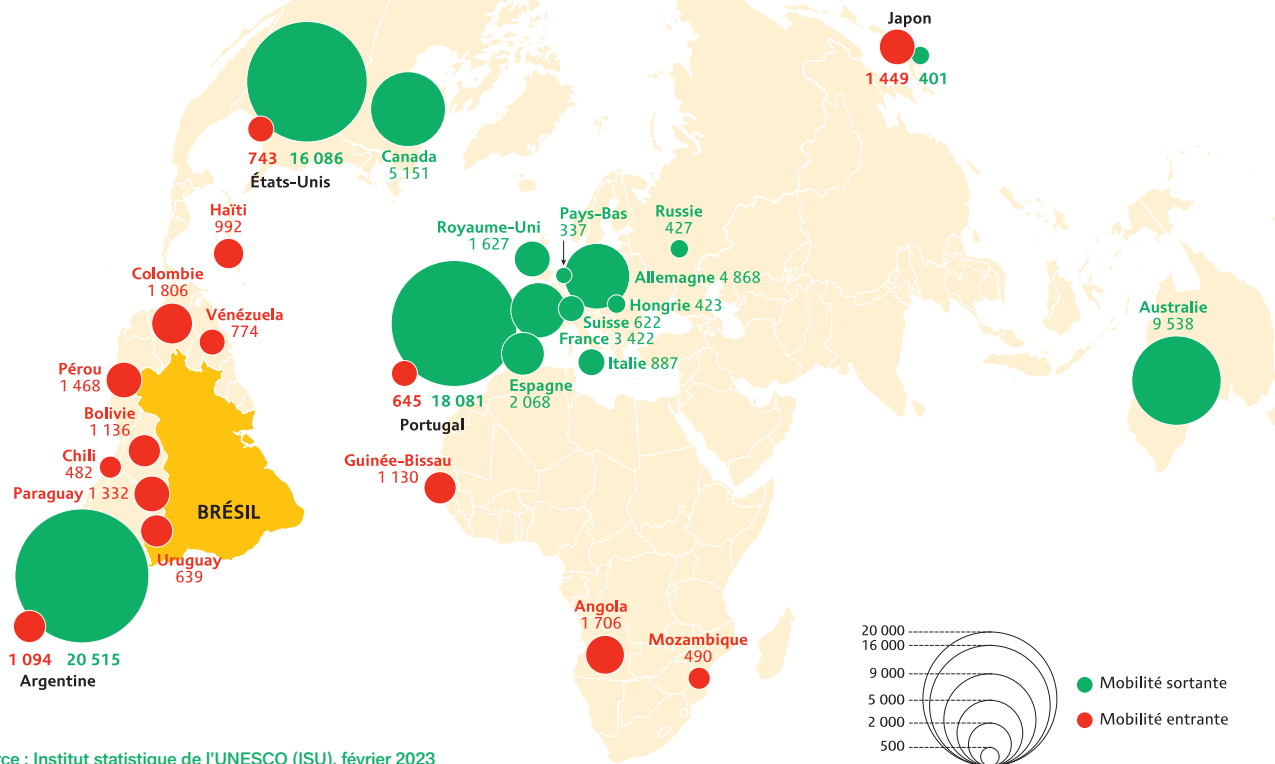 Japon
1 449 401
743 16 086
États-Unis
Canada
5 151
Haïti
992
Colombie
1 806
Vénézuela
774
Pérou
1 468
Bolivie
1 136
Chili
482
Paraguay 1 332
BRÉSIL
Uruguay
639
1 094 20 515
Argentine
Royaume-Uni
1 627
Pays-Bas
337
Russie
427
Allemagne 4 868
Hongrie 423
Suisse 622
France 3 422
Italie 887
Espagne
2 068
645 18 081
Portugal
Guinée-Bissau
1 130
Angola
1 706
Mozambique
490
Australie
9 538
20 000
16 000
9 000
5 000
2 000
500
Mobilité sortante
Mobilité entrante
rce : Institut statistique de l'UNESCO (ISU), février 2023